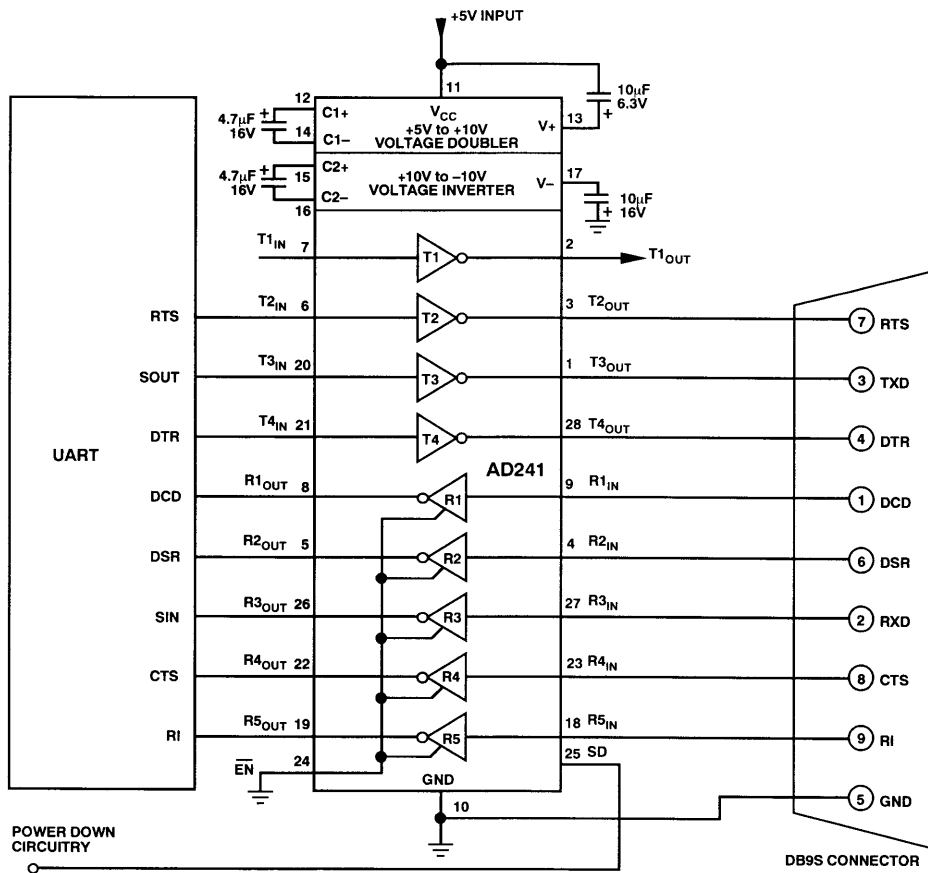 +5V INPUT
11
12
C1+
VCC
10µF
6.3V
+
4.7µF
16V
+
14
C1–
+5V to +10V
VOLTAGE DOUBLER
V+
13
C2+
4.7µF
16V
+
15
C2–
+10V to –10V
VOLTAGE INVERTER
V–
17
16
10µF
16V
+
T1IN
7
T1
2
T1OUT
RTS
T2IN
6
T2
3
T2OUT
7
RTS
SOUT
T3IN
20
T3
1
T3OUT
3
TXD
DTR
T4IN
21
T4
28
T4OUT
4
DTR
UART
AD241
DCD
R1OUT
8
R1
9
R1IN
1
DCD
DSR
R2OUT
5
R2
4
R2IN
6
DSR
SIN
R3OUT
26
R3
27
R3IN
2
RXD
CTS
R4OUT
22
R4
23
R4IN
8
CTS
RI
R5OUT
19
R5
18
R5IN
9
RI
EN
24
25
SD
GND
10
5
GND
POWER DOWN
CIRCUITRY
DB9S CONNECTOR